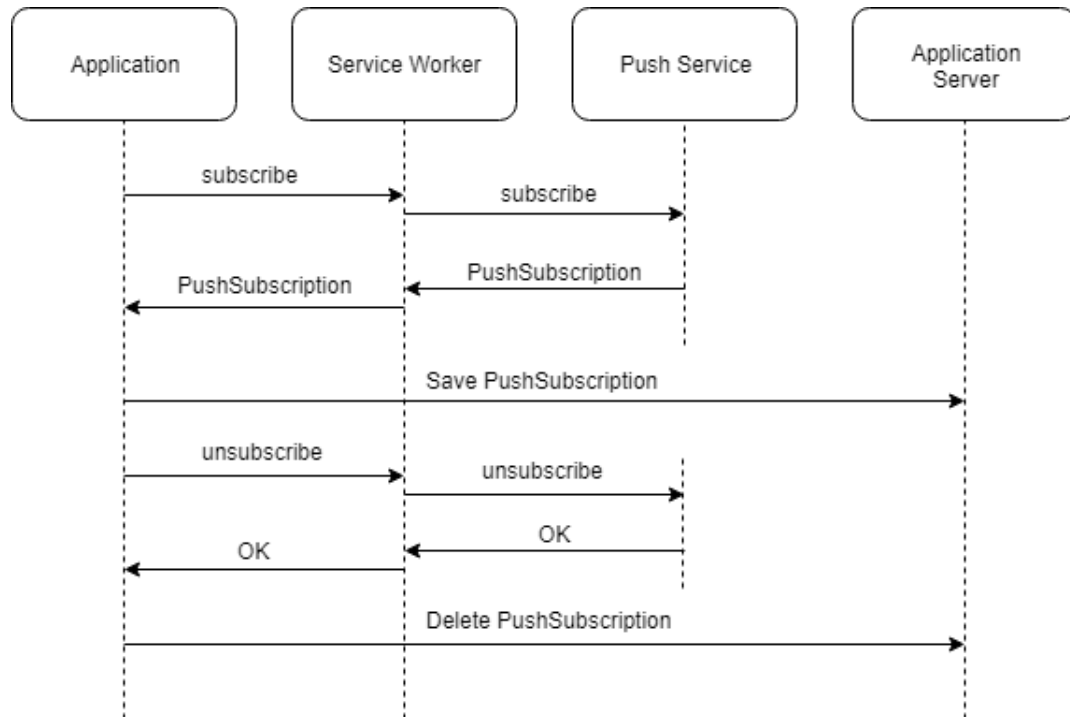 Application
Service Worker
Push Service
Application
Server
subscribe
subscribe
PushSubscription
PushSubscription
Save PushSubscription
unsubscribe
unsubscribe
OK
OK
Delete PushSubscription